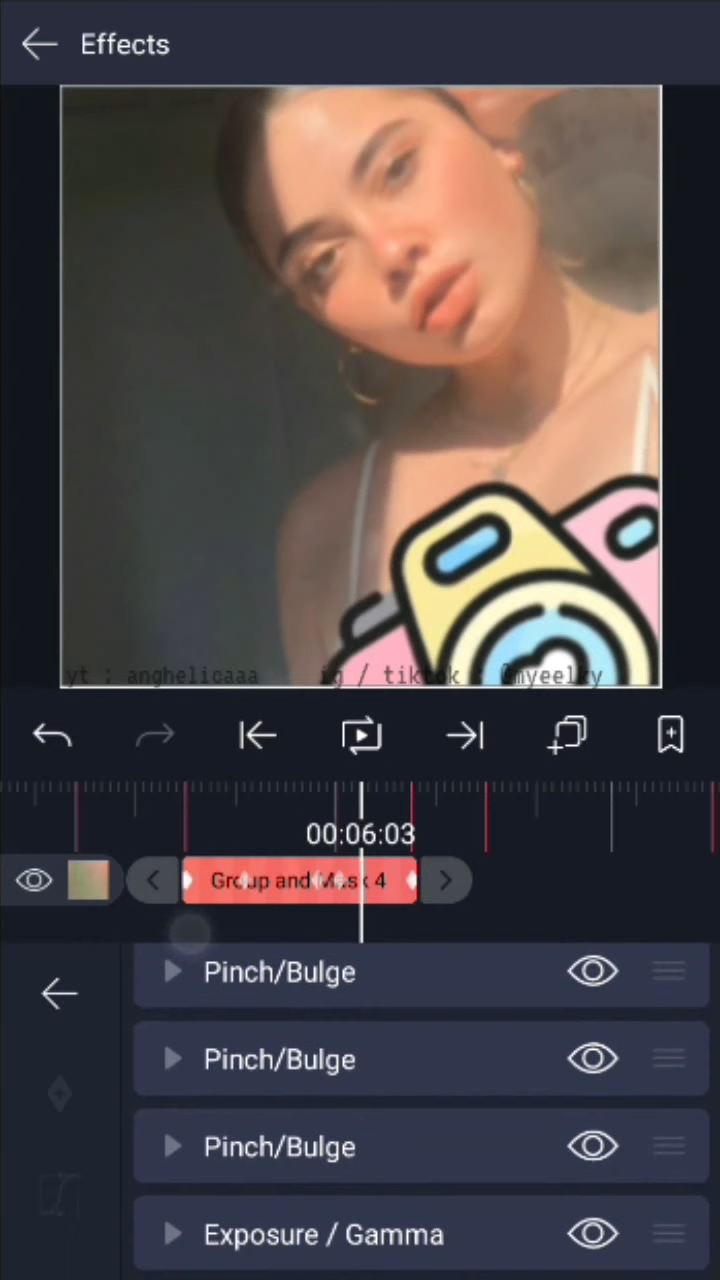 Effects
yt : anghelicaaa ig / tiktok : @myeelky
00:06:03
Group and Mask 4
Pinch/Bulge
Pinch/Bulge
Pinch/Bulge
Exposure / Gamma